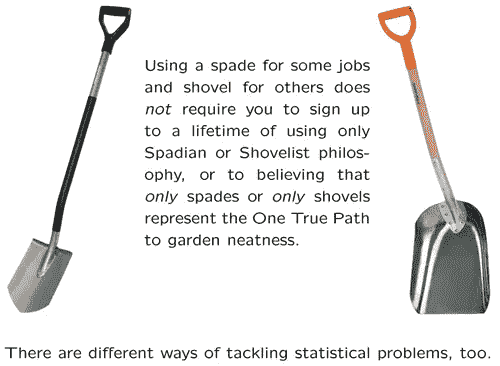 Using a spade for some jobs
and shovel for others does
not require you to sign up
to a lifetime of using only
Spadian or Shovelist philos-
ophy, or to believing that
only spades or only shovels
represent the One True Path
to garden neatness.
There are different ways of tackling statistical problems, too.